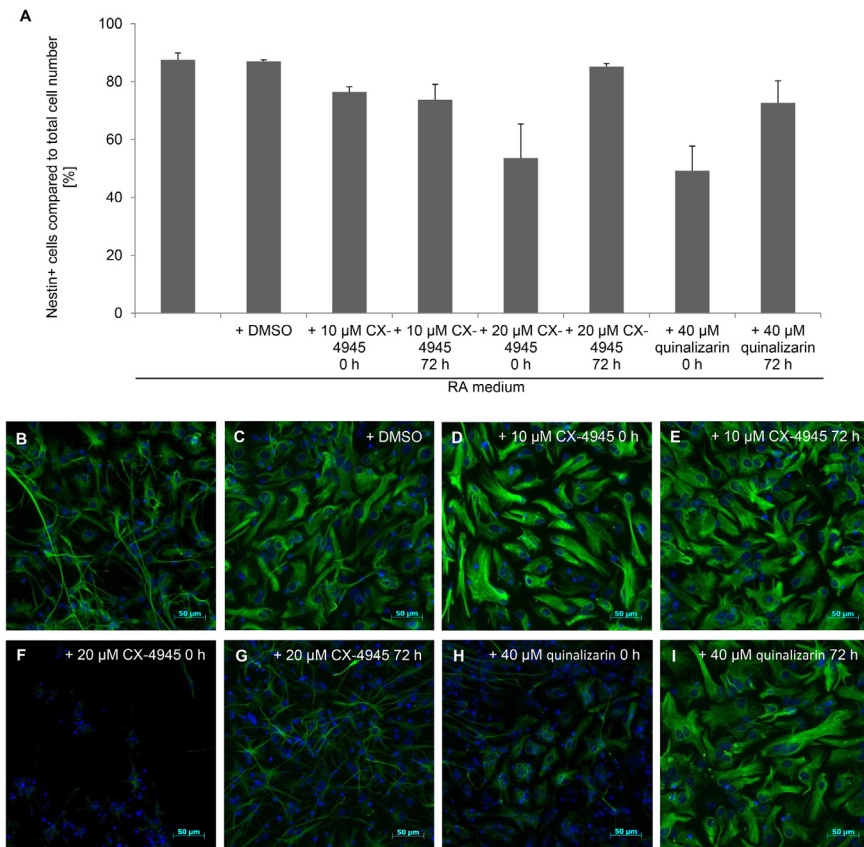 A
Nestin+ cells compared to total cell number
[%]
100
80
60
40
20
0
+ DMSO
+ 10 µM CX-
4945
0 h
+ 10 µM CX-
4945
72 h
+ 20 µM CX-
4945
0 h
+ 20 µM CX-
4945
72 h
+ 40 µM
quinalizarin
0 h
+ 40 µM
quinalizarin
72 h
RA medium
B
50 µm
C
+ DMSO
50 µm
D
+ 10 µM CX-4945 0 h
50 µm
E
+ 10 µM CX-4945 72 h
50 µm
F
+ 20 µM CX-4945 0 h
50 µm
G
+ 20 µM CX-4945 72 h
50 µm
H
+ 40 µM quinalizarin 0 h
50 µm
I
+ 40 µM quinalizarin 72 h
50 µm